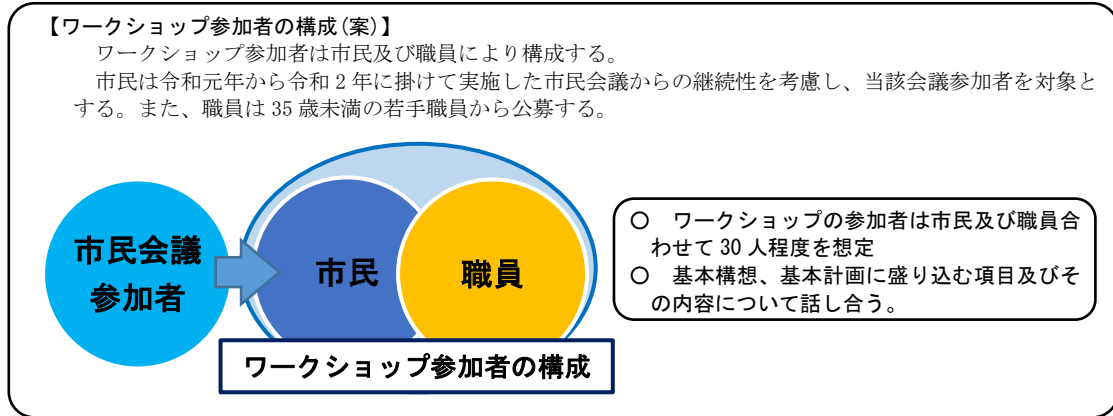 【ワークショップ参加者の構成(案)】
ワークショップ参加者は市民及び職員により構成する。
市民は令和元年から令和2年に掛けて実施した市民会議からの継続性を考慮し、当該会議参加者を対象と
する。また、職員は35歳未満の若手職員から公募する。
市民会議
参加者
市民
職員
ワークショップ参加者の構成
○　ワークショップの参加者は市民及び職員合
わせて30人程度を想定
○　基本構想、基本計画に盛り込む項目及びそ
の内容について話し合う。